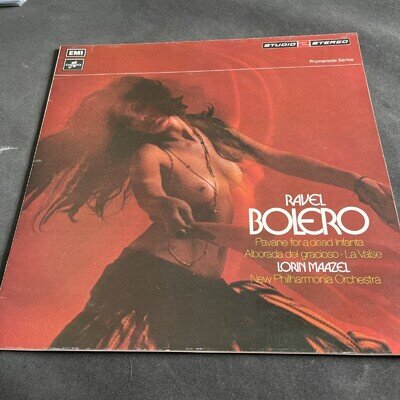 EMI
STUDIO 2 STEREO
Promenade Series
RAVEL
BOLERO
Pavane for a dead Infanta
Alborada del gracioso · La Valse
LORIN MAAZEL
New Philharmonia Orchestra